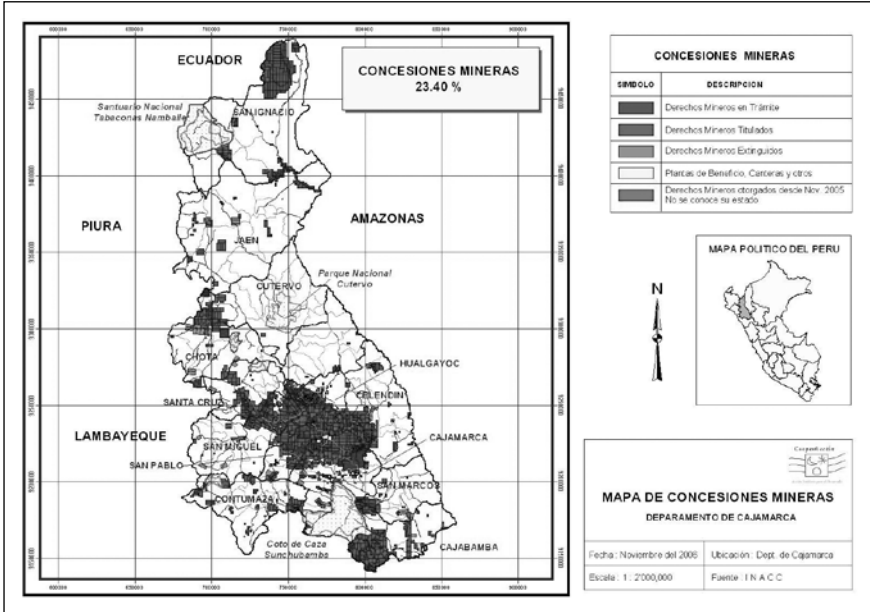 ECUADOR
CONCESIONES MINERAS
23.40 %
Santuario Nacional
Tabaconas Namballe
SAN IGNACIO
PIURA
AMAZONAS
JAEN
Parque Nacional
Cutervo
CUTERVO
CHOTA
HUALGAYOC
CELENDIN
SANTA CRUZ
LAMBAYEQUE
CAJAMARCA
SAN MIGUEL
SAN PABLO
SAN MARCOS
CONTUMAZA
Coto de Caza
Sunchubamba
CAJABAMBA
CONCESIONES MINERAS
SIMBOLO DESCRIPCION
Derechos Mineros en Trámite
Derechos Mineros Titulados
Derechos Mineros Extinguidos
Plantas de Beneficio, Canteras y otros
Derechos Mineros otorgados desde Nov. 2005
No se conoce su estado
MAPA POLITICO DEL PERU
N
CooperAcción
MAPA DE CONCESIONES MINERAS
DEPARAMENTO DE CAJAMARCA
Fecha : Noviembre del 2006 Ubicación : Dept. de Cajamarca
Escala : 1 : 2'000,000 Fuente : I N A C C